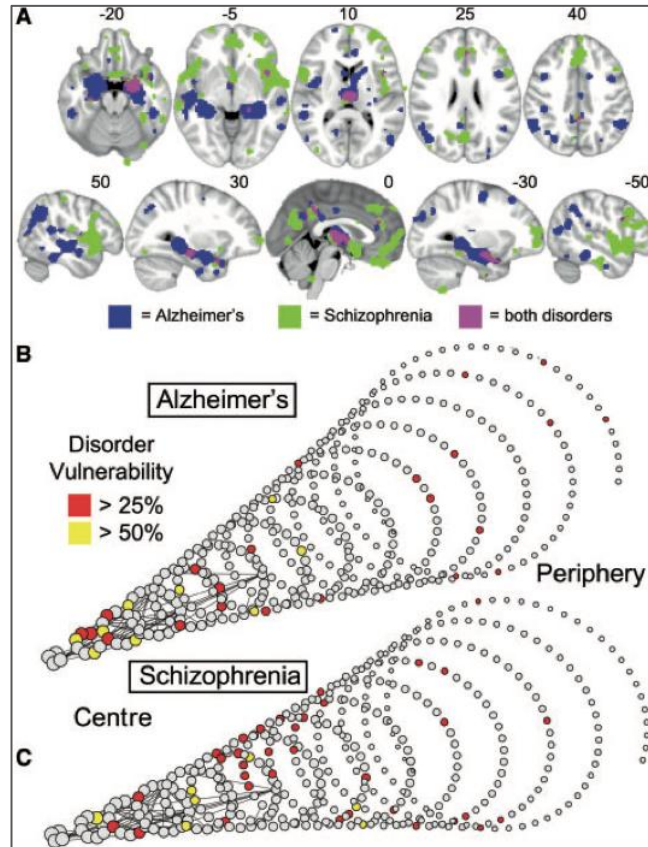 A
-20 -5 10 25 40
50 30 0 -30 -50
= Alzheimer's = Schizophrenia = both disorders
B
Alzheimer's
Disorder
Vulnerability
> 25%
> 50%
Periphery
Schizophrenia
Centre
C